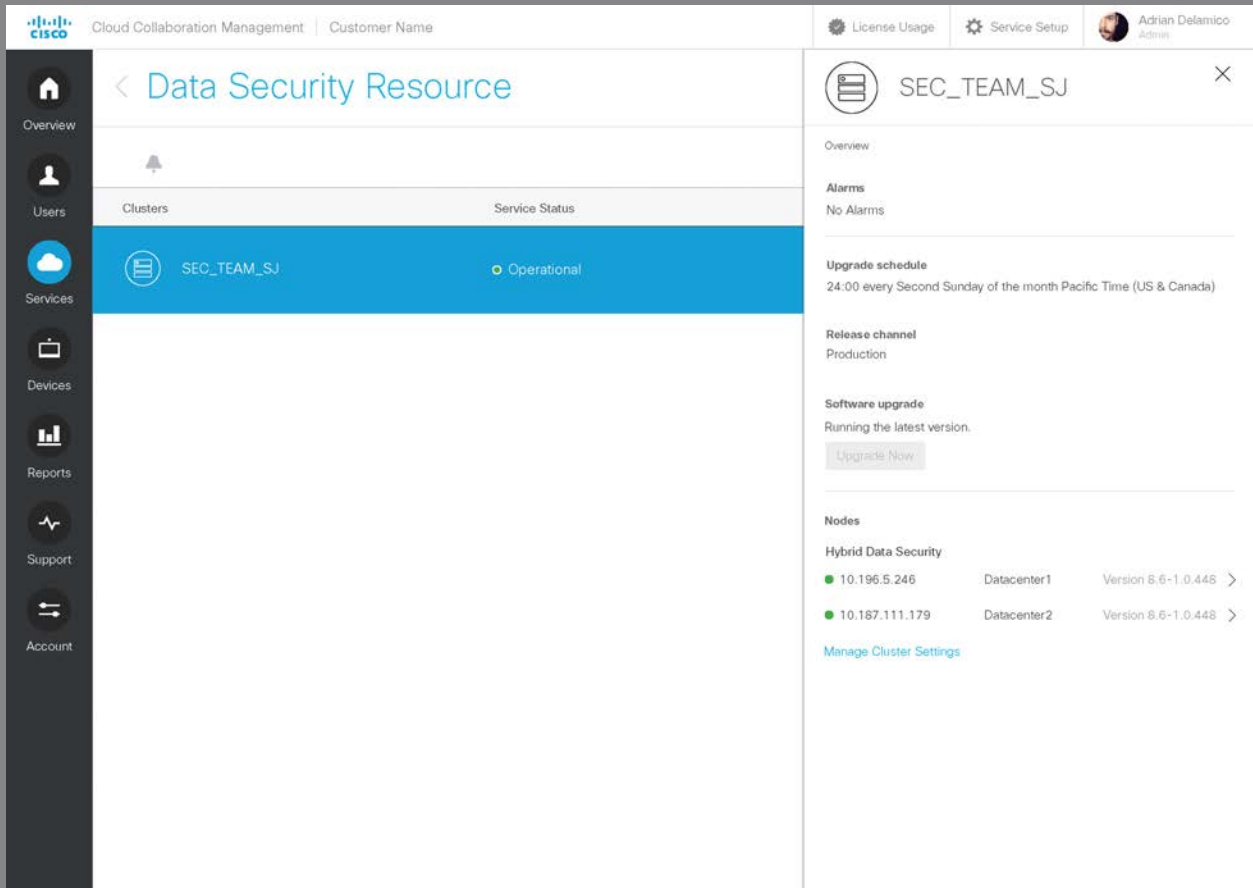 CISCO
Cloud Collaboration Management | Customer Name
License Usage
Service Setup
Adrian Delamico
Admin
Overview
Users
Services
Devices
Reports
Support
Account
Data Security Resource
Clusters Service Status
SEC_TEAM_SJ Operational
SEC_TEAM_SJ
Overview
Alarms
No Alarms
Upgrade schedule
24:00 every Second Sunday of the month Pacific Time (US & Canada)
Release channel
Production
Software upgrade
Running the latest version.
Upgrade Now
Nodes
Hybrid Data Security
10.196.5.246 Datacenter1 Version 8.6-1.0.448
10.187.111.179 Datacenter2 Version 8.6-1.0.448
Manage Cluster Settings